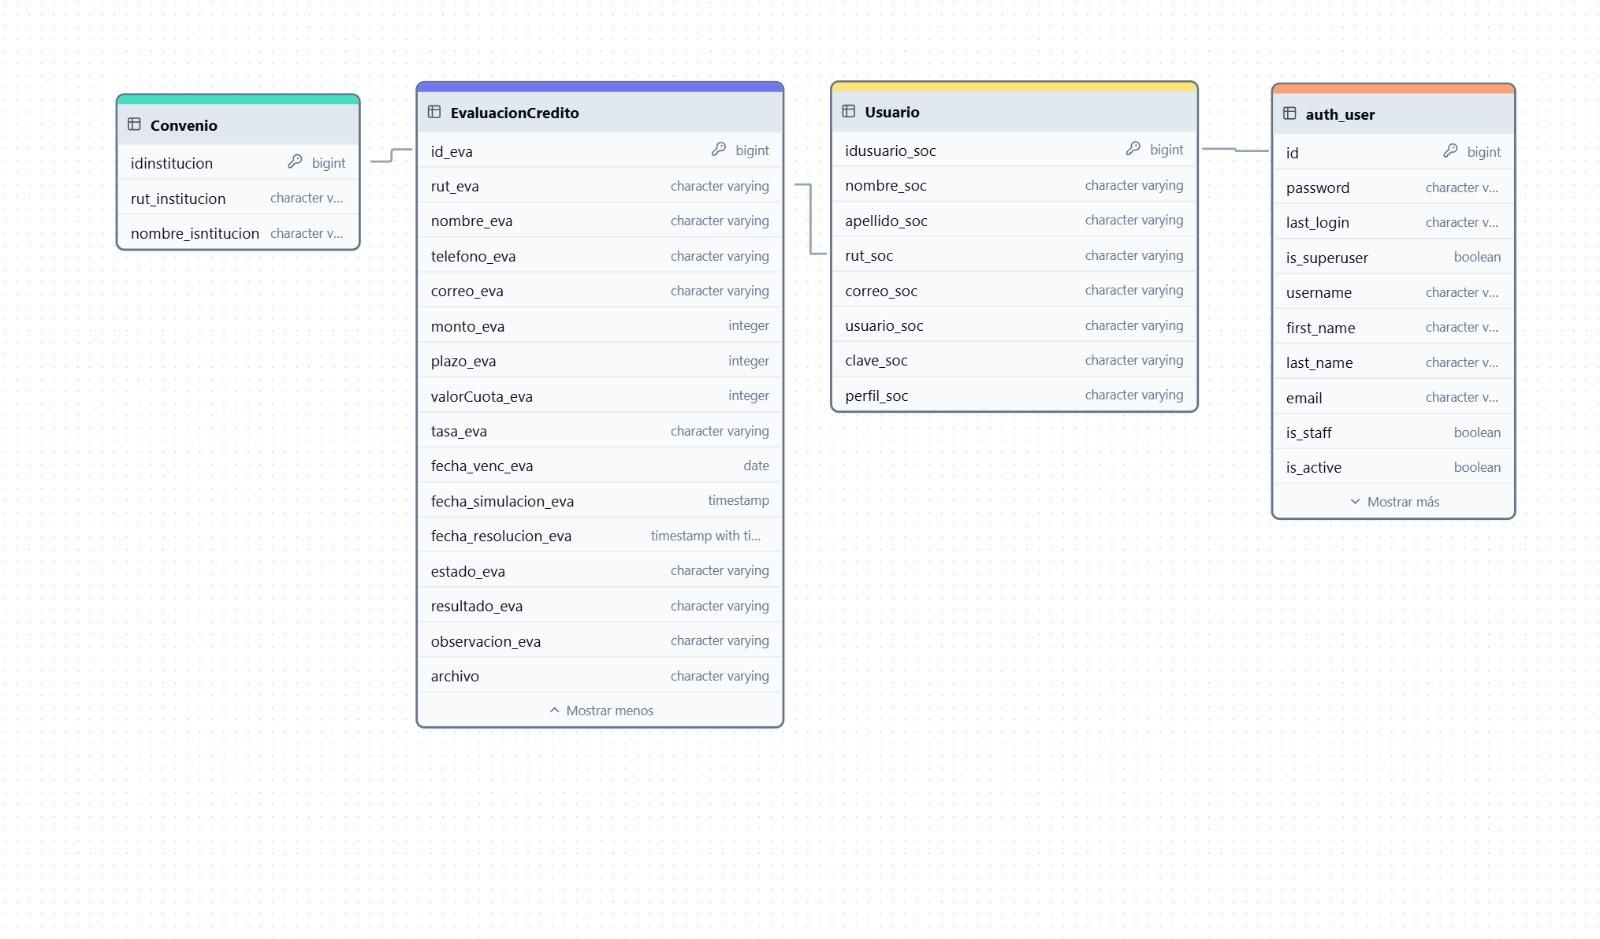 Convenio
idinstitucion bigint
rut_institucion character v...
nombre_isntitucion character v...
EvaluacionCredito
id_eva bigint
rut_eva character varying
nombre_eva character varying
telefono_eva character varying
correo_eva character varying
monto_eva integer
plazo_eva integer
valorCuota_eva integer
tasa_eva character varying
fecha_venc_eva date
fecha_simulacion_eva timestamp
fecha_resolucion_eva timestamp with ti...
estado_eva character varying
resultado_eva character varying
observacion_eva character varying
archivo character varying
Mostrar menos
Usuario
idusuario_soc bigint
nombre_soc character varying
apellido_soc character varying
rut_soc character varying
correo_soc character varying
usuario_soc character varying
clave_soc character varying
perfil_soc character varying
auth_user
id bigint
password character v...
last_login character v...
is_superuser boolean
username character v...
first_name character v...
last_name character v...
email character v...
is_staff boolean
is_active boolean
Mostrar más